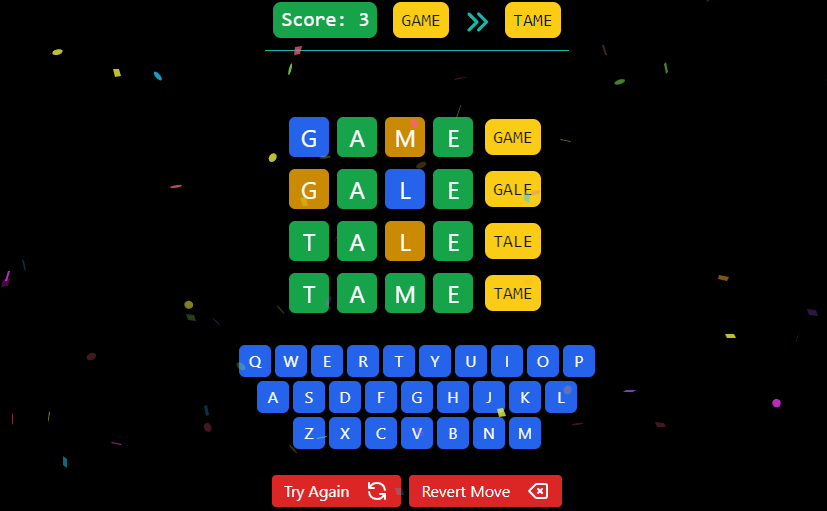 Score: 3 GAME TAME
G A M E GAME
G A L E GALE
T A L E TALE
T A M E TAME
Q W E R T Y U I O P
A S D F G H J K L
Z X C V B N M
Try Again Revert Move